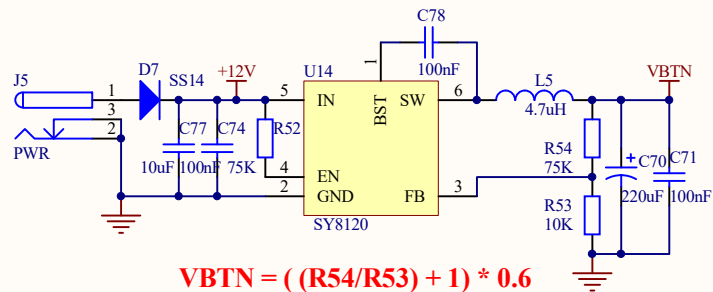 C78
100nF
J5
D7
SS14
+12V
U14
L5
4.7uH
VBTN
1
3
2
PWR
5
IN
1
BST
SW
6
C77
10uF
C74
100nF
R52
75K
4
EN
2
GND
FB
3
SY8120
R54
75K
R53
10K
+
C70
220uF
C71
100nF
VBTN = ( (R54/R53) + 1) * 0.6